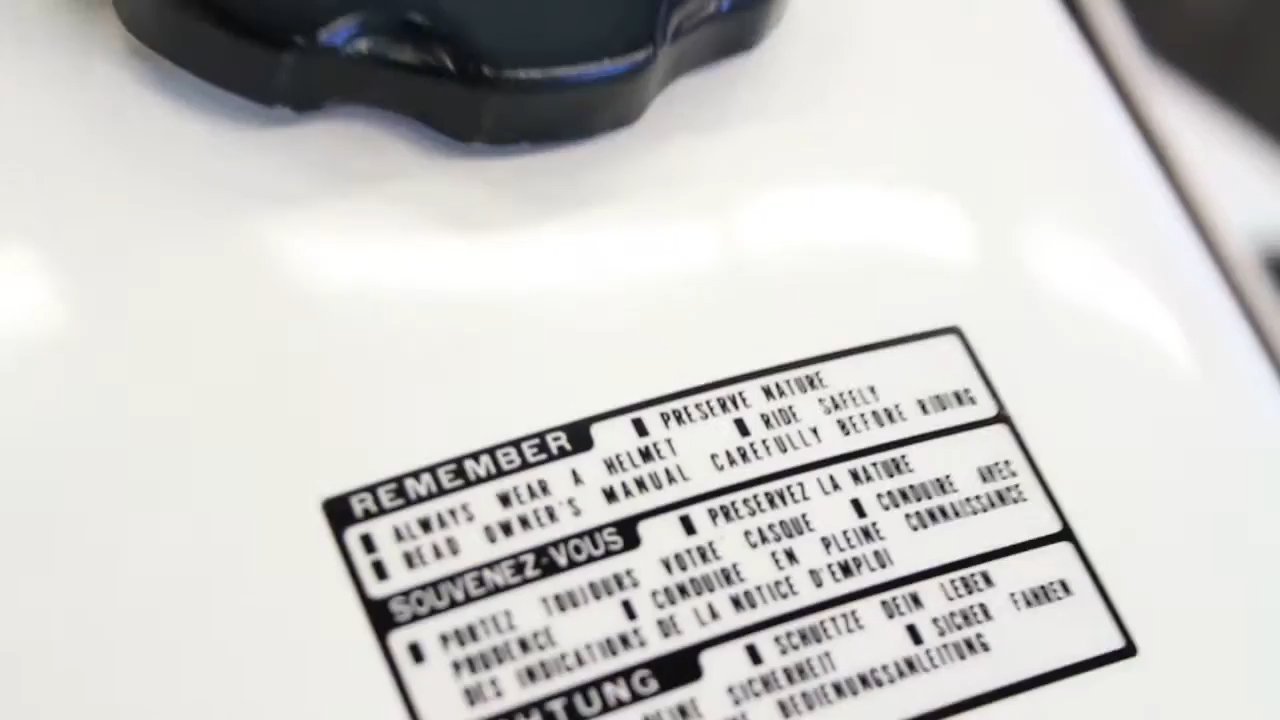 PRESERVE NATURE
REMEMBER RIDE SAFELY
ALWAYS WEAR A HELMET
READ OWNER'S MANUAL CAREFULLY BEFORE RIDING
SOUVENEZ-VOUS PRESERVEZ LA NATURE
PORTEZ TOUJOURS VOTRE CASQUE CONDUIRE AVEC
PRUDENCE CONDUIRE EN PLEINE CONNAISSANCE
DES INDICATIONS DE LA NOTICE D'EMPLOI
HTUNG SCHUETZE DEIN LEBEN
DEINE SICHERHEIT SICHER FAHREN
BEDIENUNGSANLEITUNG